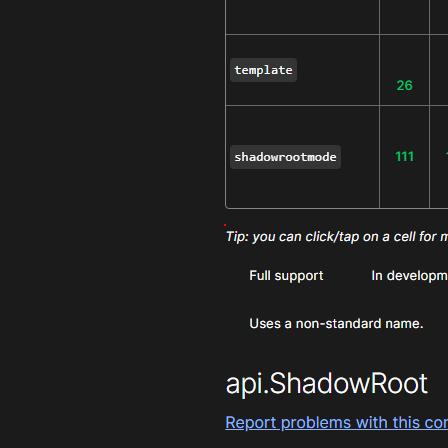 template
26
shadowrootmode
111
Tip: you can click/tap on a cell for
Full support
In developm
Uses a non-standard name.
api.ShadowRoot
Report problems with this